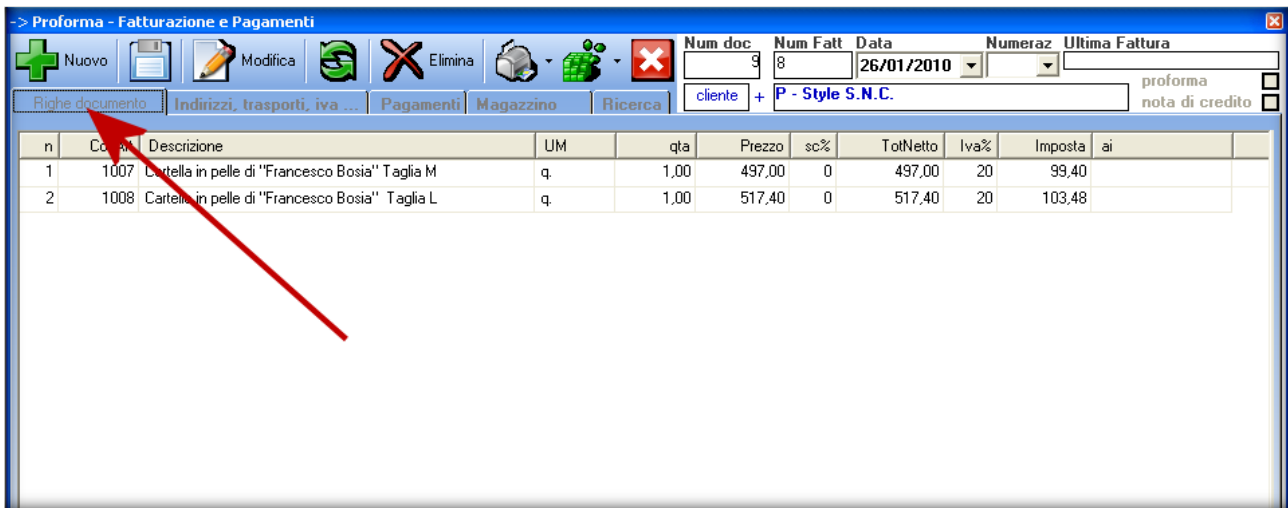 -> Proforma - Fatturazione e Pagamenti
Nuovo Modifica Elimina
Num doc Num Fatt Data Numeraz Ultima Fattura
9 8 26/01/2010
proforma
nota di credito
cliente + P - Style S.N.C.
Righe documento Indirizzi, trasporti, iva ... Pagamenti Magazzino Ricerca
n Descrizione UM qta Prezzo sc% TotNetto Iva% Imposta ai
1 1007 Cartella in pelle di "Francesco Bosia" Taglia M q. 1,00 497,00 0 497,00 20 99,40
2 1008 Cartella in pelle di "Francesco Bosia" Taglia L q. 1,00 517,40 0 517,40 20 103,48